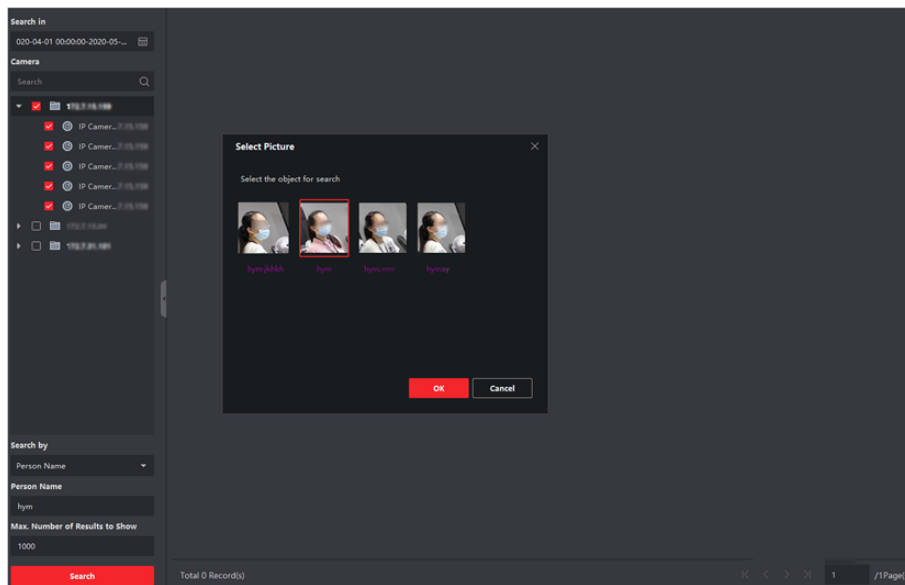 Search in
020-04-01 00:00:00-2020-05-...
Camera
Search
IP Camer...
IP Camer...
IP Camer...
IP Camer...
IP Camer...
Select Picture
Select the object for search
hym
OK
Cancel
Search by
Person Name
Person Name
hym
Max. Number of Results to Show
1000
Search
Total 0 Record(s)
1
/1Page(